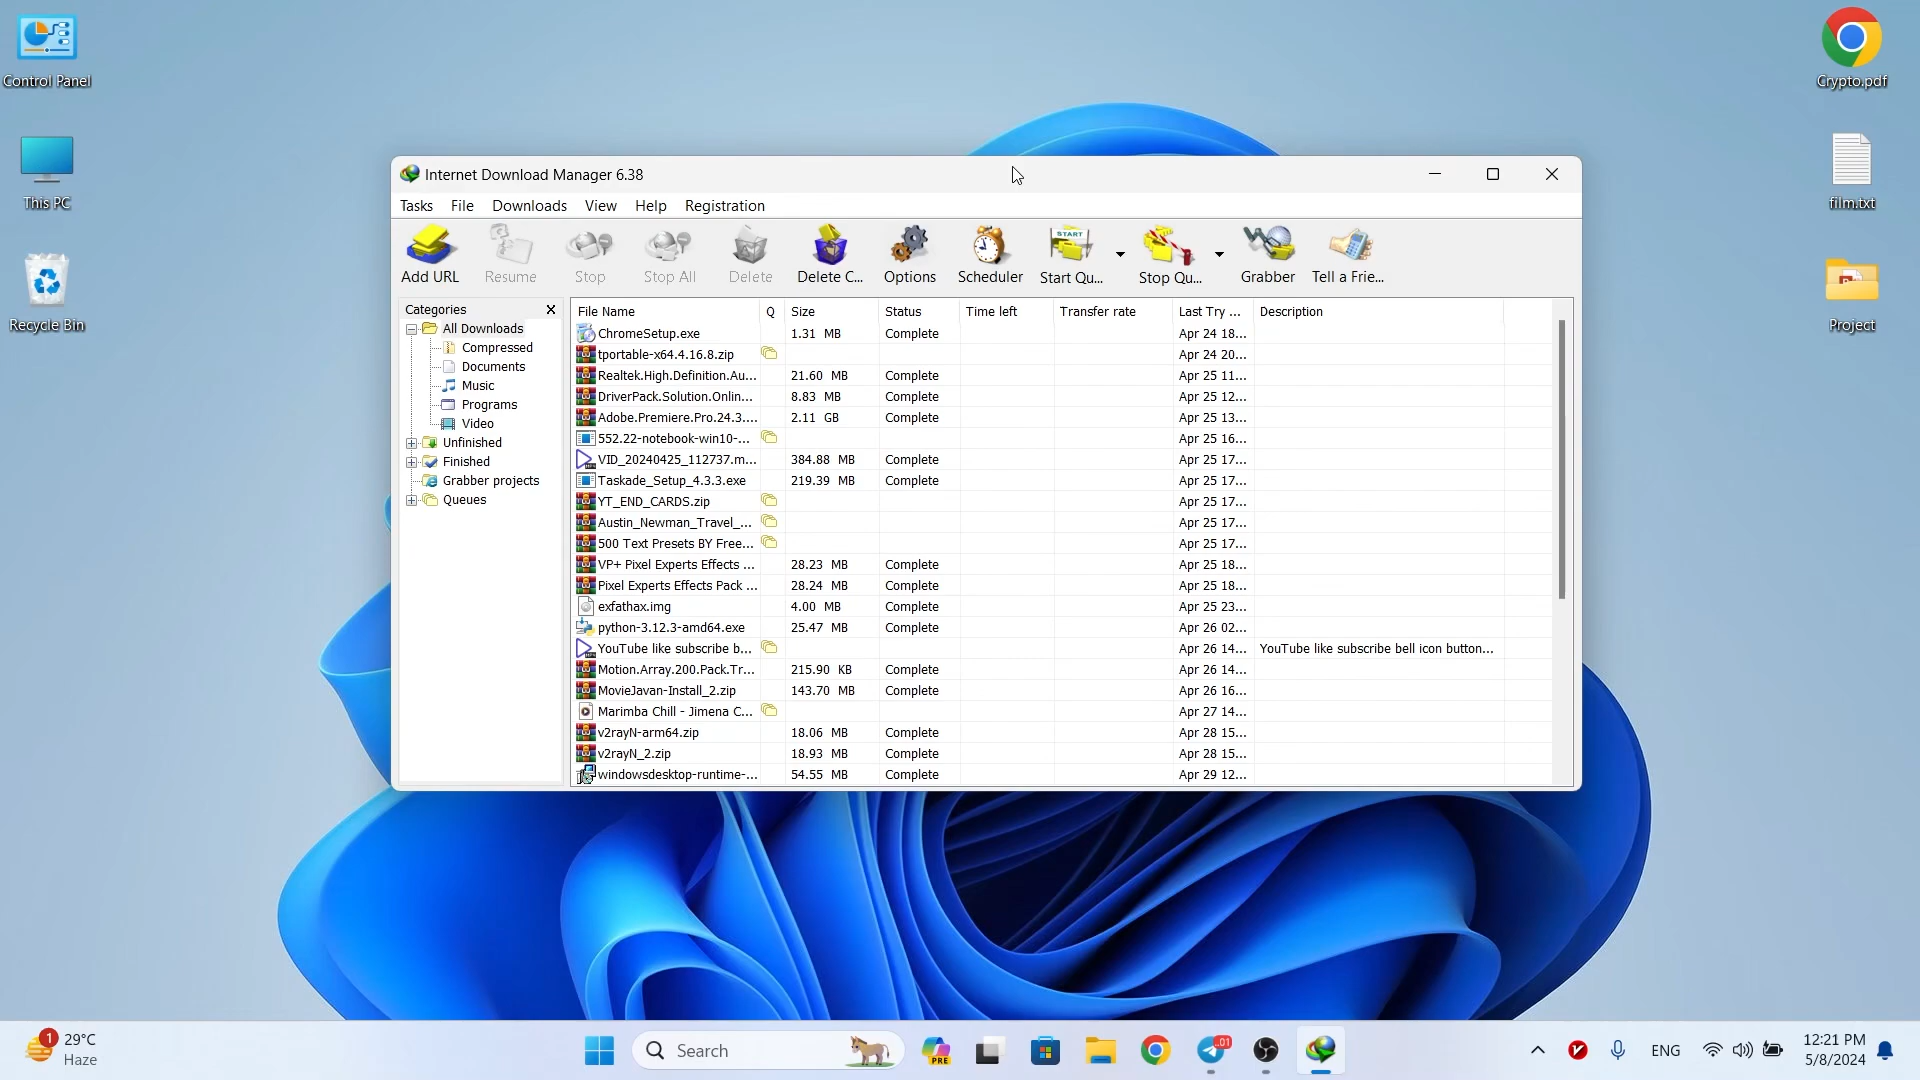 Control Panel
This PC
Recycle Bin
Crypto.pdf
film.txt
Project
Internet Download Manager 6.38
Tasks File Downloads View Help Registration
Add URL Resume Stop Stop All Delete Delete C... Options Scheduler Start Qu... Stop Qu... Grabber Tell a Frie...
Categories
All Downloads
Compressed
Documents
Music
Programs
Video
Unfinished
Finished
Grabber projects
Queues
File Name Q Size Status Time left Transfer rate Last Try ... Description
ChromeSetup.exe 1.31 MB Complete Apr 24 18...
tportable-x64.4.16.8.zip Apr 24 20...
Realtek.High.Definition.Au... 21.60 MB Complete Apr 25 11...
DriverPack.Solution.Onlin... 8.83 MB Complete Apr 25 12...
Adobe.Premiere.Pro.24.3.... 2.11 GB Complete Apr 25 13...
552.22-notebook-win10-... Apr 25 16...
VID_20240425_112737.m... 384.88 MB Complete Apr 25 17...
Taskade_Setup_4.3.3.exe 219.39 MB Complete Apr 25 17...
YT_END_CARDS.zip Apr 25 17...
Austin_Newman_Travel_... Apr 25 17...
500 Text Presets BY Free... Apr 25 17...
VP+ Pixel Experts Effects ... 28.23 MB Complete Apr 25 18...
Pixel Experts Effects Pack ... 28.24 MB Complete Apr 25 18...
exfathax.img 4.00 MB Complete Apr 25 23...
python-3.12.3-amd64.exe 25.47 MB Complete Apr 26 02...
YouTube like subscribe b... Apr 26 14... YouTube like subscribe bell icon button...
Motion.Array.200.Pack.Tr... 215.90 KB Complete Apr 26 14...
MovieJavan-Install_2.zip 143.70 MB Complete Apr 26 16...
Marimba Chill - Jimena C... Apr 27 14...
v2rayN-arm64.zip 18.06 MB Complete Apr 28 15...
v2rayN_2.zip 18.93 MB Complete Apr 28 15...
windowsdesktop-runtime-... 54.55 MB Complete Apr 29 12...
1 29°C
Haze
Search
PRE
.01
ENG
12:21 PM
5/8/2024